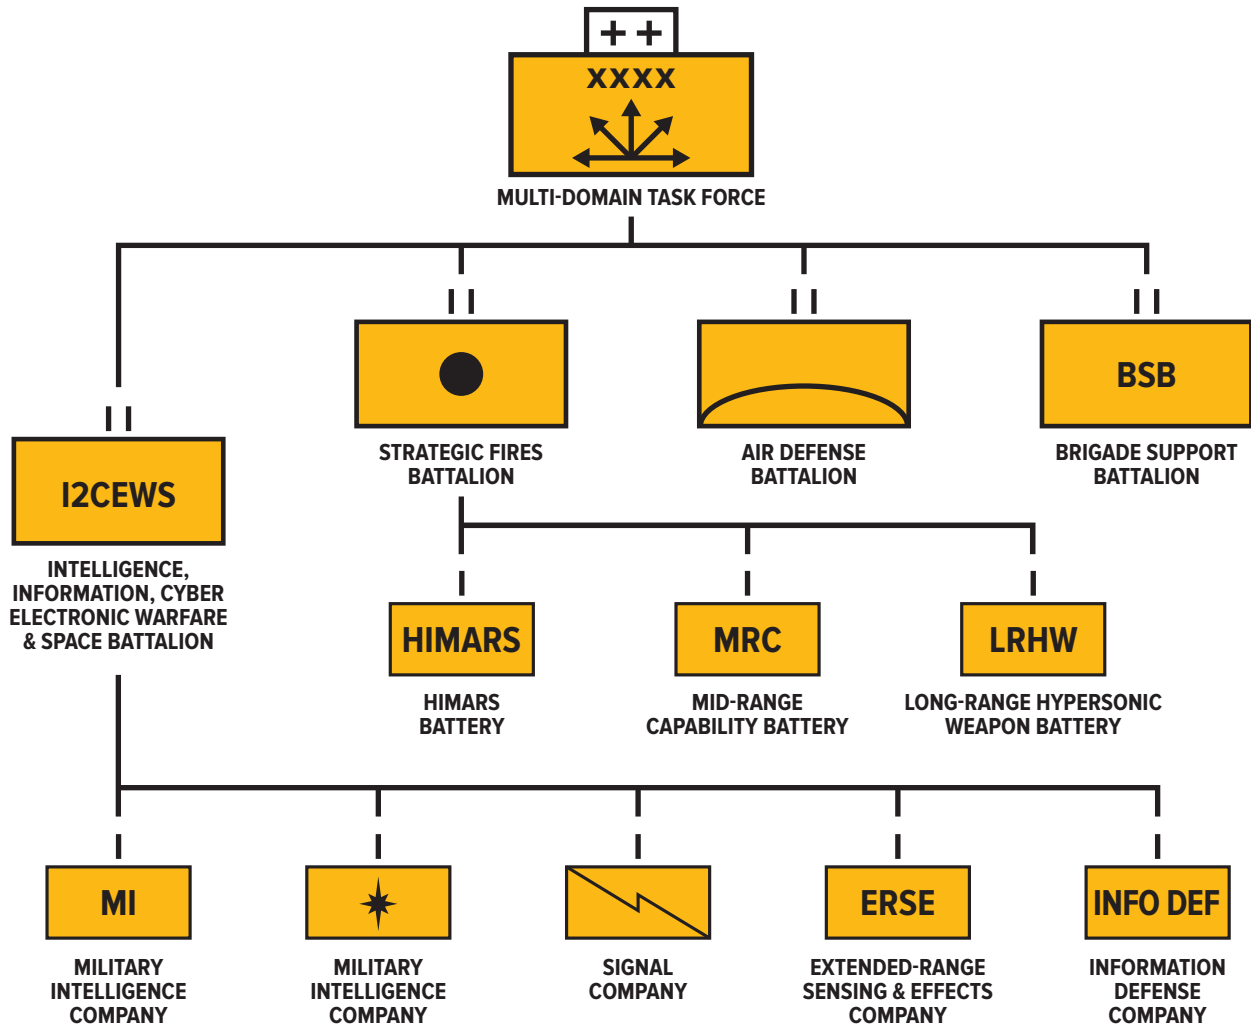 ++
XXXX
MULTI-DOMAIN TASK FORCE
I2CEWS
INTELLIGENCE,
INFORMATION, CYBER
ELECTRONIC WARFARE
& SPACE BATTALION
STRATEGIC FIRES
BATTALION
AIR DEFENSE
BATTALION
BSB
BRIGADE SUPPORT
BATTALION
HIMARS
HIMARS
BATTERY
MRC
MID-RANGE
CAPABILITY BATTERY
LRHW
LONG-RANGE HYPERSONIC
WEAPON BATTERY
MI
MILITARY
INTELLIGENCE
COMPANY
MILITARY
INTELLIGENCE
COMPANY
SIGNAL
COMPANY
ERSE
EXTENDED-RANGE
SENSING & EFFECTS
COMPANY
INFO DEF
INFORMATION
DEFENSE
COMPANY